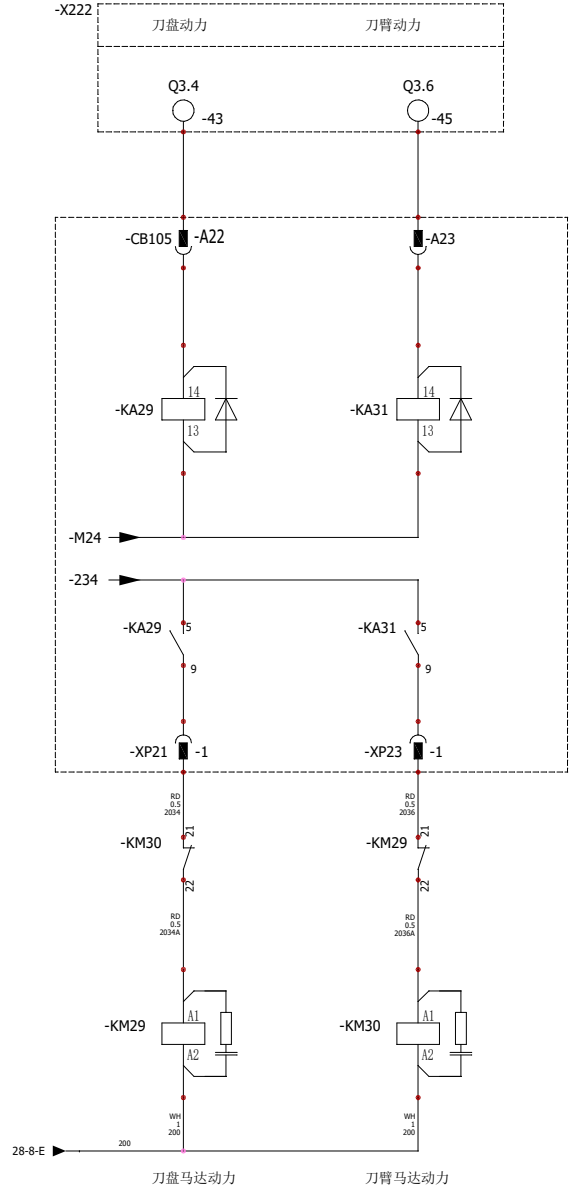 -X222
刀盘动力 刀臂动力
Q3.4 Q3.6
-43 -45
-CB105 -A22 -A23
14 14
-KA29 -KA31
13 13
-M24
-234
-KA29 5 -KA31 5
9 9
-XP21 -1 -XP23 -1
RD RD
0.5 0.5
2034 2036
21 21
-KM30 -KM29
22 22
RD RD
0.5 0.5
2034A 2036A
A1 A1
-KM29 -KM30
A2 A2
WH WH
1 1
200 200
28-8-E 200
刀盘马达动力 刀臂马达动力